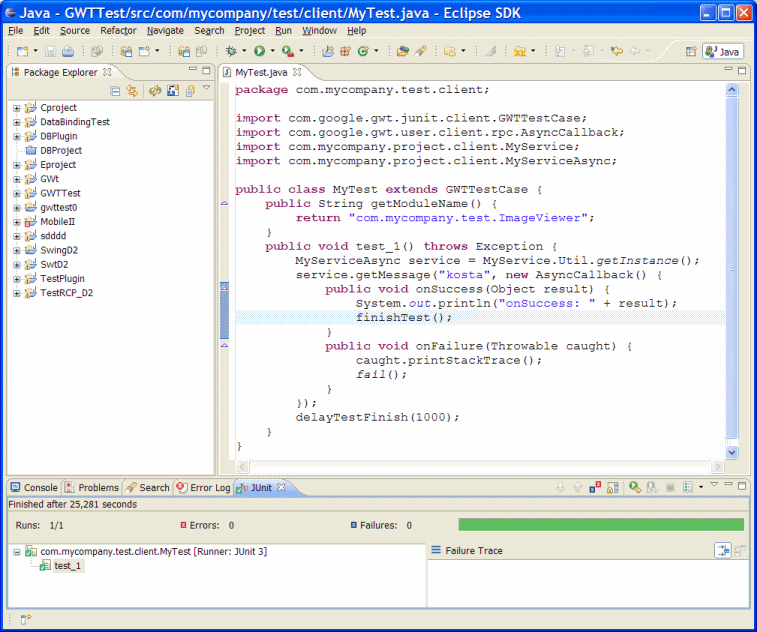 Java - GWTTest/src/com/mycompany/test/client/MyTest.java - Eclipse SDK
File Edit Source Refactor Navigate Search Project Run Window Help
Java
Package Explorer
Cproject
DataBindingTest
DBPlugin
DBProject
Eproject
GWt
GWTTest
gwttest0
MobileII
sdddd
SwingD2
SwtD2
TestPlugin
TestRCP_D2
MyTest.java
package com.mycompany.test.client;
import com.google.gwt.junit.client.GWTTestCase;
import com.google.gwt.user.client.rpc.AsyncCallback;
import com.mycompany.project.client.MyService;
import com.mycompany.project.client.MyServiceAsync;
public class MyTest extends GWTTestCase {
public String getModuleName() {
return "com.mycompany.test.ImageViewer";
}
public void test_1() throws Exception {
MyServiceAsync service = MyService.Util.getInstance();
service.getMessage("kosta", new AsyncCallback() {
public void onSuccess(Object result) {
System.out.println("onSuccess: " + result);
finishTest();
}
public void onFailure(Throwable caught) {
caught.printStackTrace();
fail();
}
});
delayTestFinish(1000);
}
}
Console Problems Search Error Log JUnit
Finished after 25,281 seconds
Runs: 1/1 Errors: 0 Failures: 0
com.mycompany.test.client.MyTest [Runner: JUnit 3]
test_1
Failure Trace